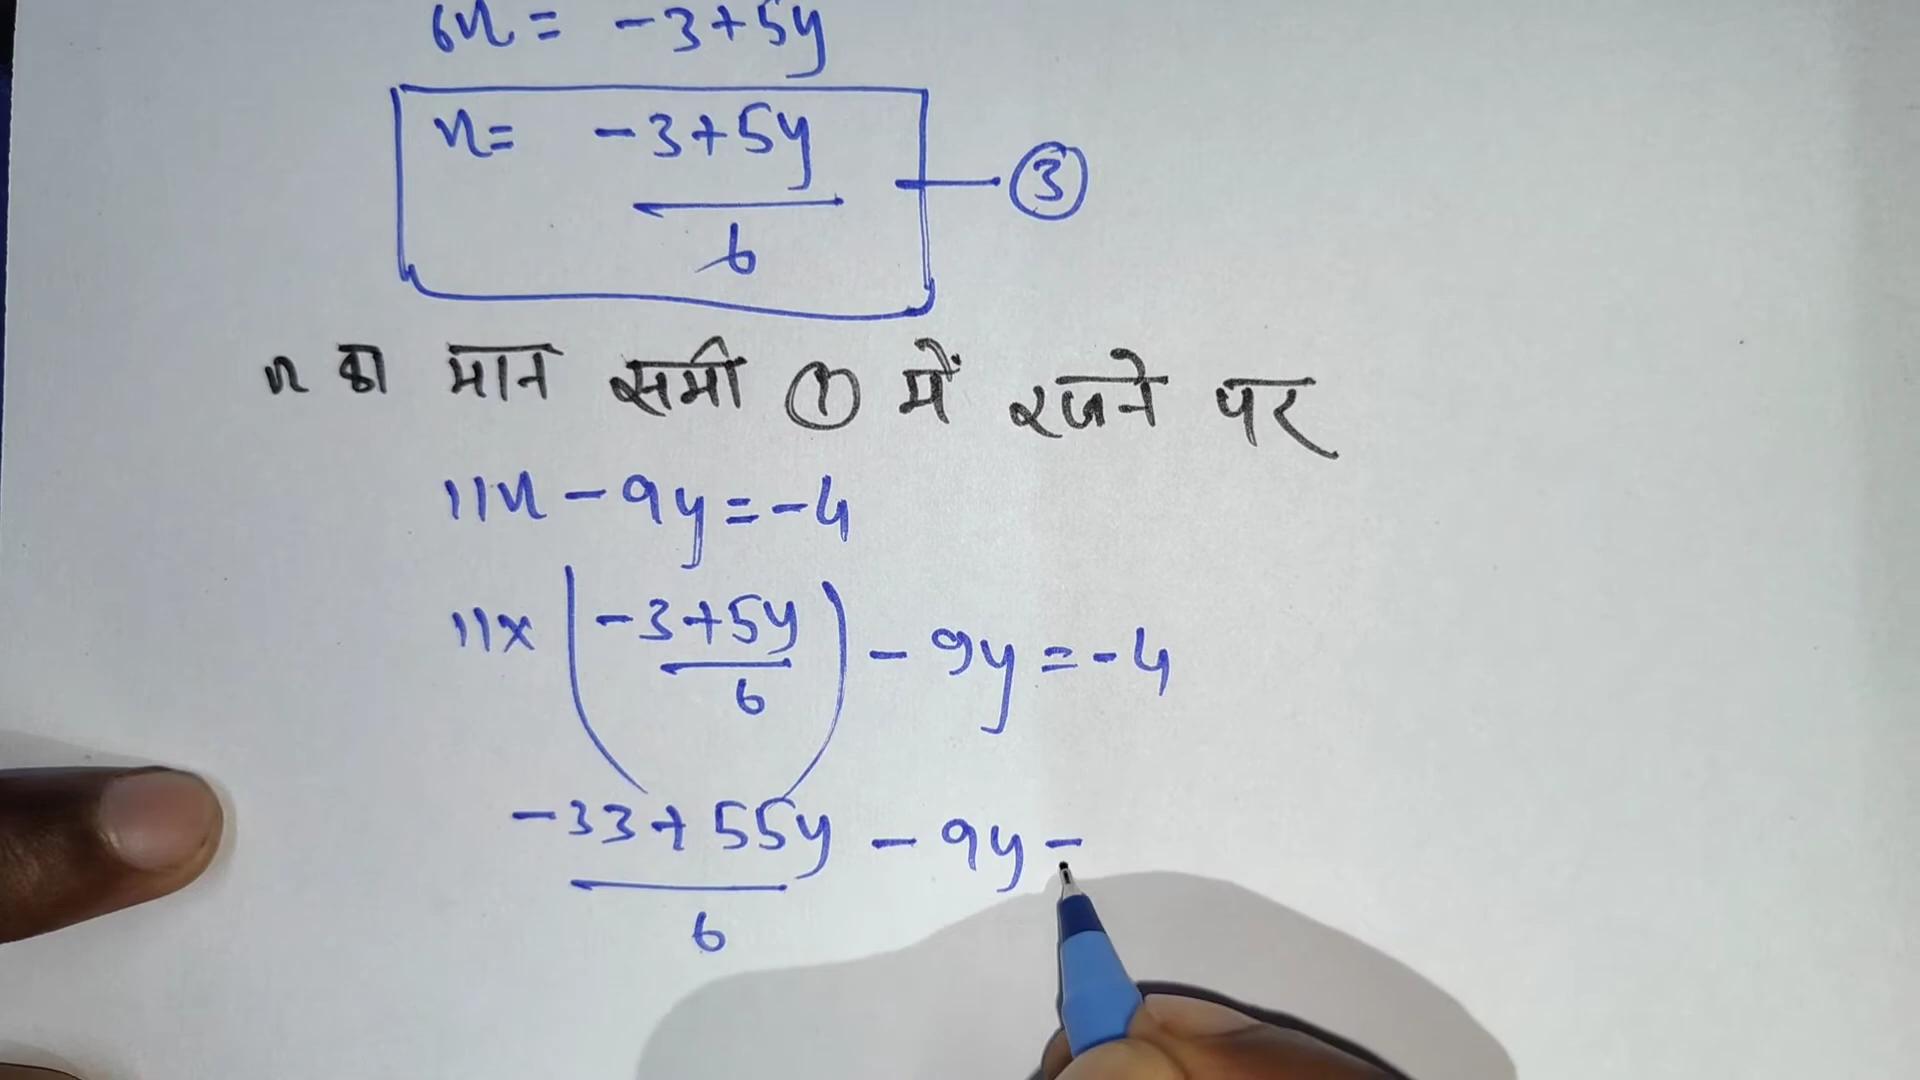 6x = -3+5y
x = -3+5y
6
3
x का मान समी ① में रखने पर
11x - 9y = -4
11× ( -3+5y ) - 9y = -4
6
-33+55y - 9y =
6